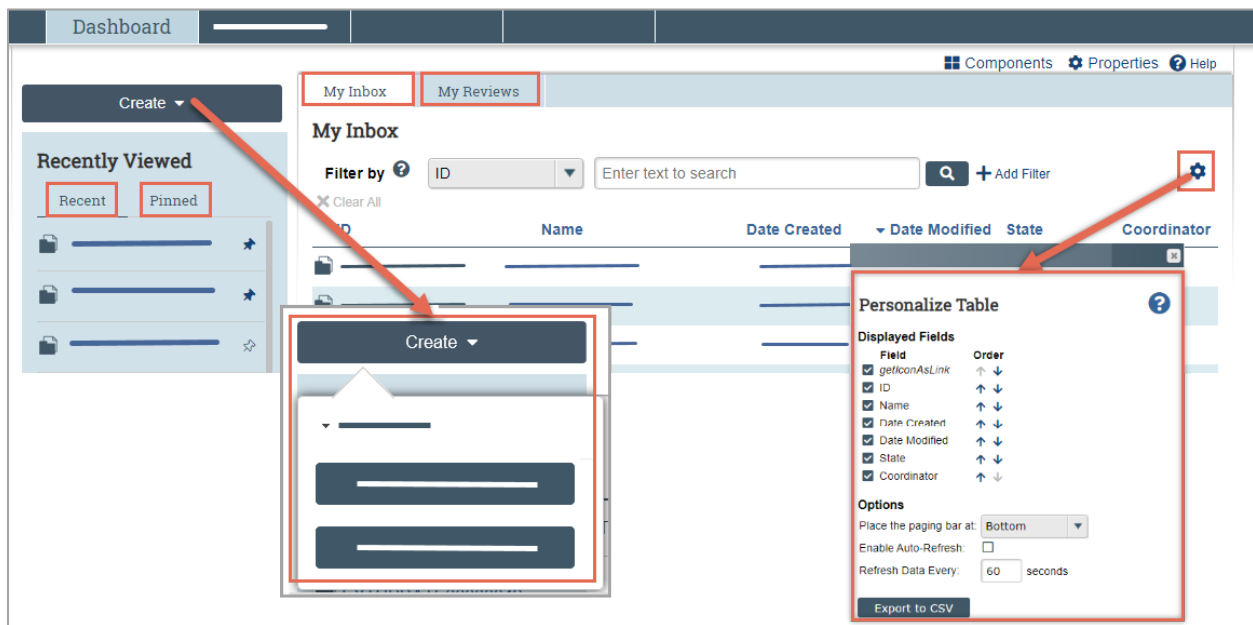 Dashboard
Components Properties Help
Create
My Inbox My Reviews
My Inbox
Recently Viewed
Recent Pinned
Filter by ID Enter text to search Add Filter
Clear All
ID Name Date Created Date Modified State Coordinator
Create
Personalize Table
Displayed Fields
Field Order
getIconAsLink
ID
Name
Date Created
Date Modified
State
Coordinator
Options
Place the paging bar at: Bottom
Enable Auto-Refresh:
Refresh Data Every: 60 seconds
Export to CSV